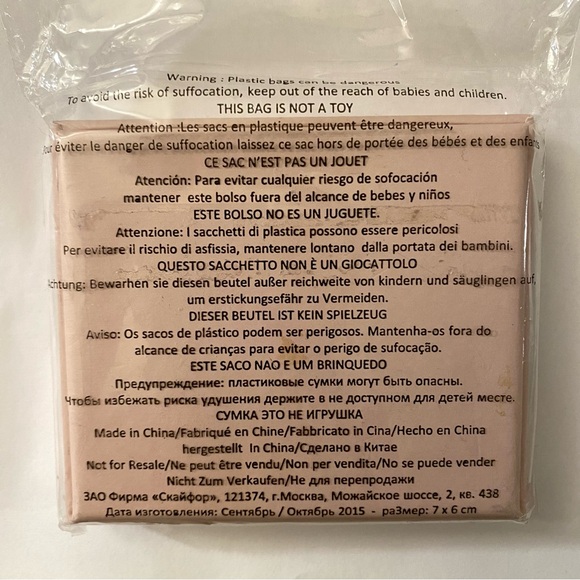 Warning : Plastic bags can be dangerous
To avoid the risk of suffocation, keep out of the reach of babies and children.
THIS BAG IS NOT A TOY
Attention :Les sacs en plastique peuvent être dangereux,
Pour éviter le danger de suffocation laissez ce sac hors de portée des bébés et des enfants
CE SAC N'EST PAS UN JOUET
Atención: Para evitar cualquier riesgo de sofocación
mantener este bolso fuera del alcance de bebes y niños
ESTE BOLSO NO ES UN JUGUETE.
Attenzione: I sacchetti di plastica possono essere pericolosi
Per evitare il rischio di asfissia, mantenere lontano dalla portata dei bambini.
QUESTO SACCHETTO NON È UN GIOCATTOLO
Achtung: Bewarhen sie diesen beutel außer reichweite von kindern und säuglingen auf,
um erstickungsefähr zu Vermeiden.
DIESER BEUTEL IST KEIN SPIELZEUG
Aviso: Os sacos de plástico podem ser perigosos. Mantenha-os fora do
alcance de crianças para evitar o perigo de sufocação.
ESTE SACO NAO E UM BRINQUEDO
Предупреждение: пластиковые сумки могут быть опасны.
Чтобы избежать риска удушения держите в не доступном для детей месте.
СУМКА ЭТО НЕ ИГРУШКА
Made in China/Fabriqué en Chine/Fabbricato in Cina/Hecho en China
hergestellt In China/Сделано в Китае
Not for Resale/Ne peut être vendu/Non per vendita/No se puede vender
Nicht Zum Verkaufen/Не для перепродажи
ЗАО Фирма «Скайфор», 121374, г.Москва, Можайское шоссе, 2, кв. 438
Дата изготовления: Сентябрь / Октябрь 2015 - раЗмер: 7 x 6 cm